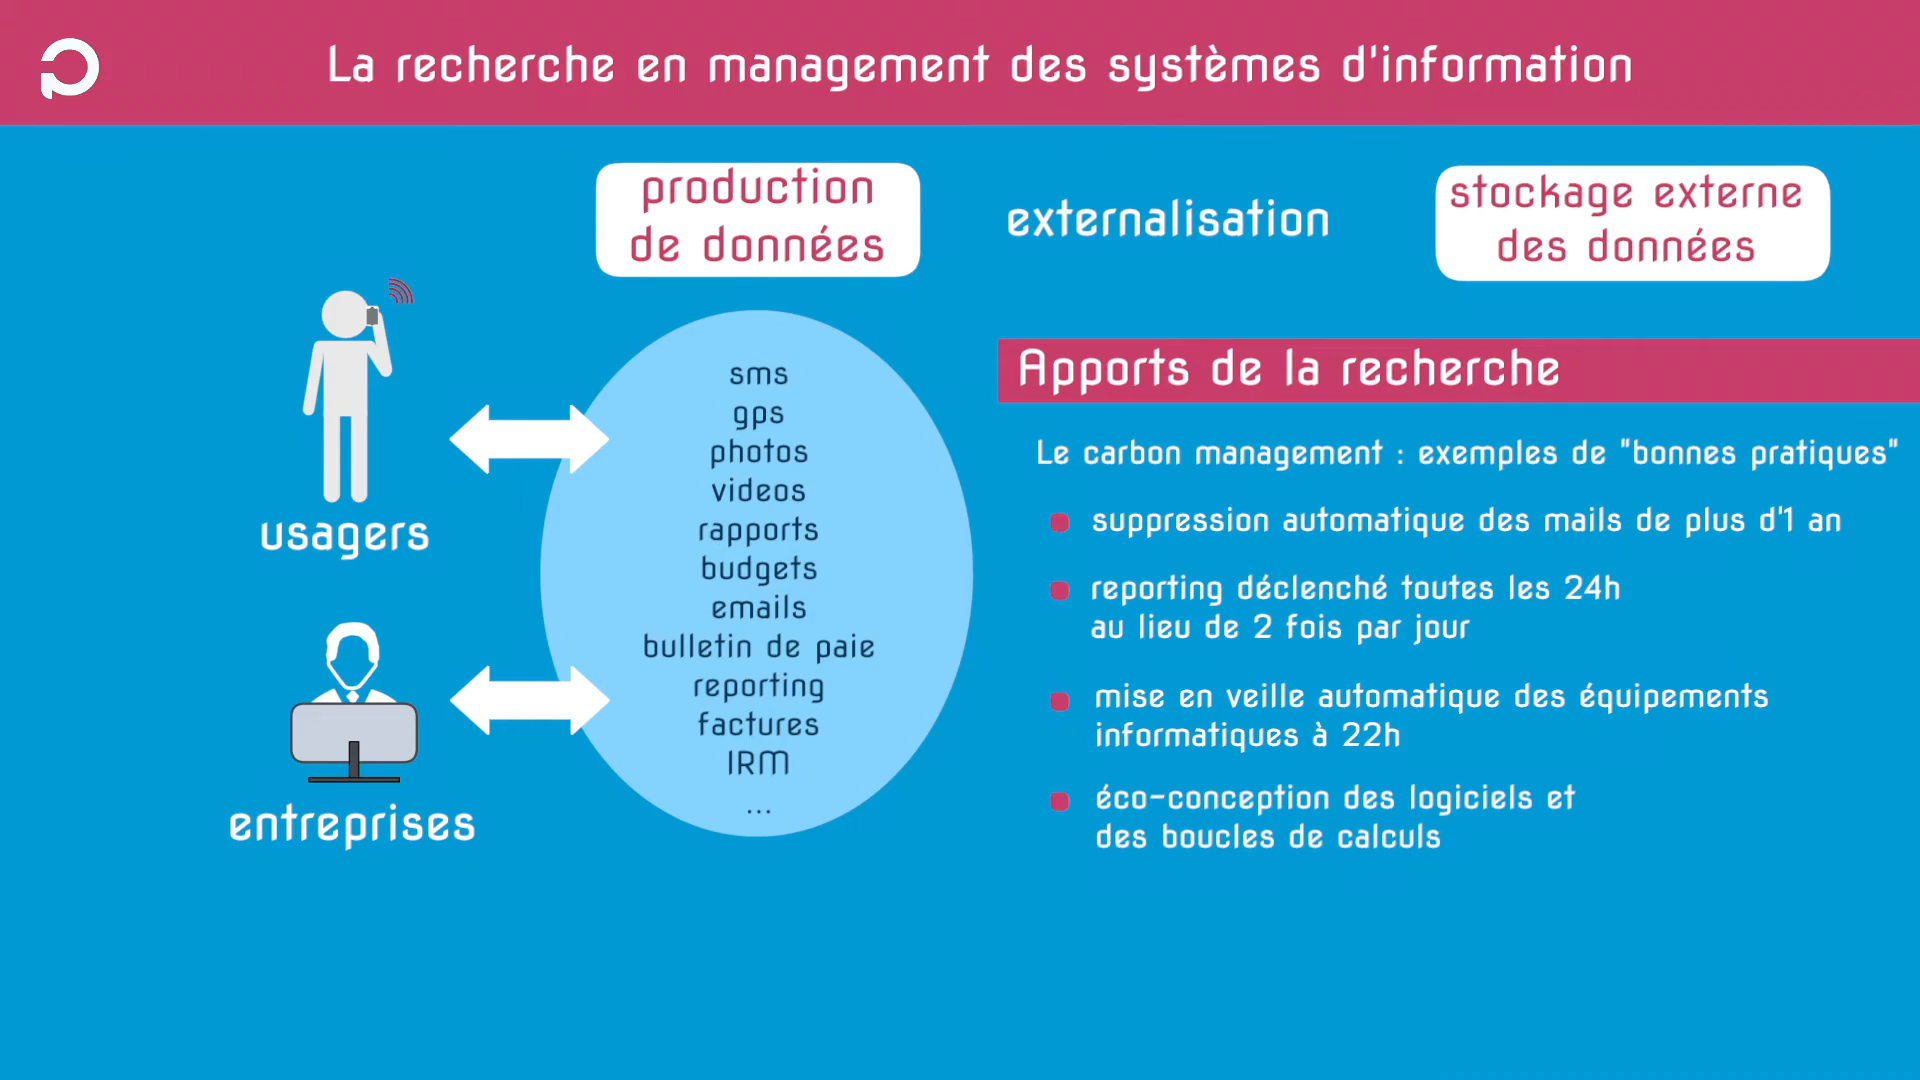 La recherche en management des systèmes d'information
production
de données
externalisation
stockage externe
des données
usagers
entreprises
sms
gps
photos
videos
rapports
budgets
emails
bulletin de paie
reporting
factures
IRM
...
Apports de la recherche
Le carbon management : exemples de "bonnes pratiques"
suppression automatique des mails de plus d'1 an
reporting déclenché toutes les 24h
au lieu de 2 fois par jour
mise en veille automatique des équipements
informatiques à 22h
éco-conception des logiciels et
des boucles de calculs